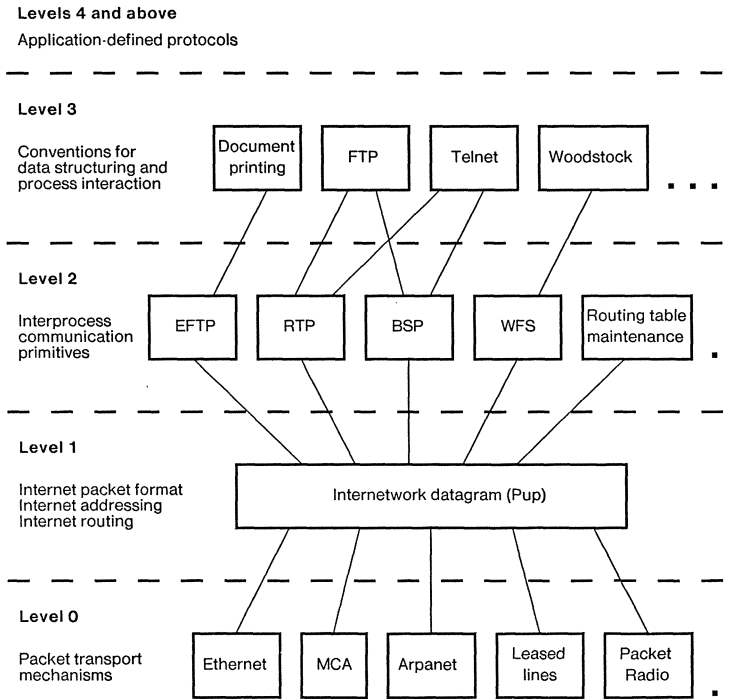 Levels 4 and above
Application-defined protocols
Level 3
Conventions for
data structuring and
process interaction
Document
printing
FTP
Telnet
Woodstock
. . .
Level 2
Interprocess
communication
primitives
EFTP
RTP
BSP
WFS
Routing table
maintenance
.
Level 1
Internet packet format
Internet addressing
Internet routing
Internetwork datagram (Pup)
Level 0
Packet transport
mechanisms
Ethernet
MCA
Arpanet
Leased
lines
Packet
Radio
.